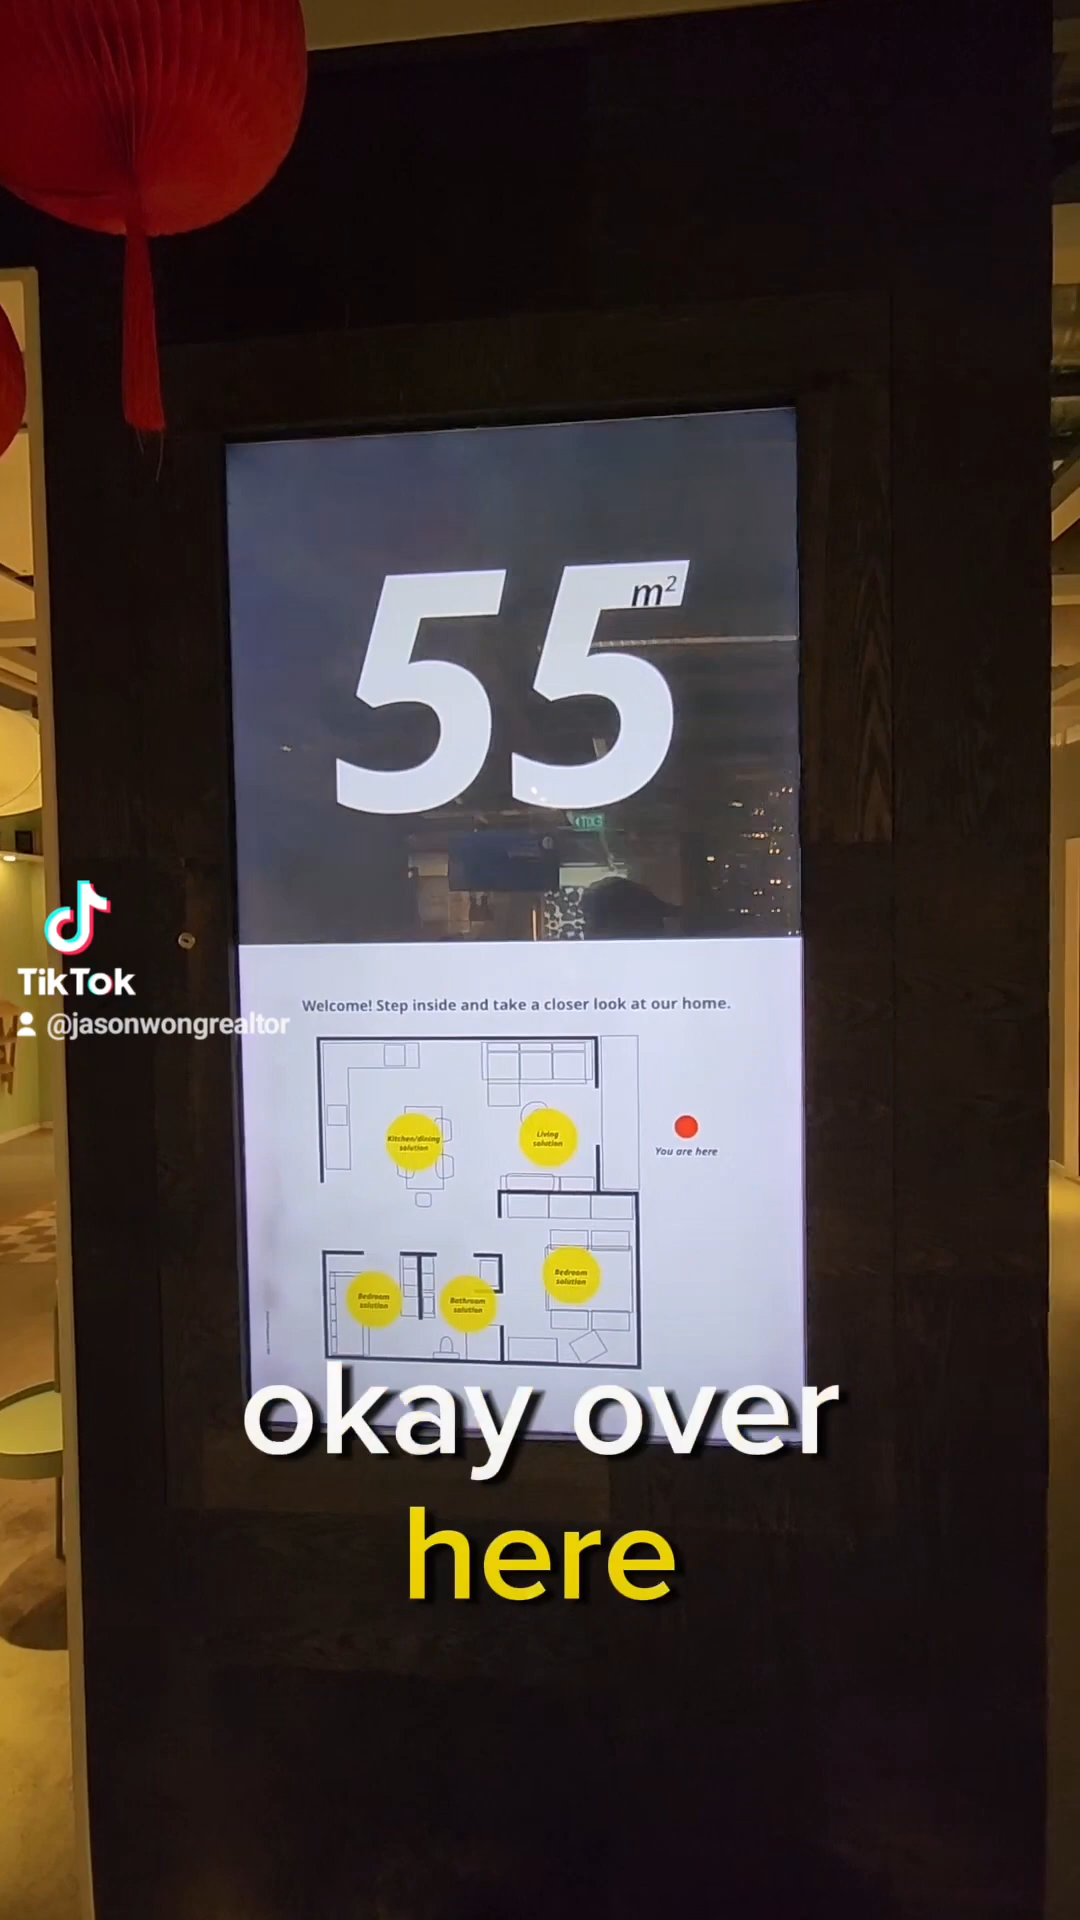 55
m²
TikTok
@jasonwongrealtor
Welcome! Step inside and take a closer look at our home.
Kitchen/dining
solution
Living
solution
You are here
Bedroom
solution
Bedroom
solution
Bathroom
solution
okay over
here